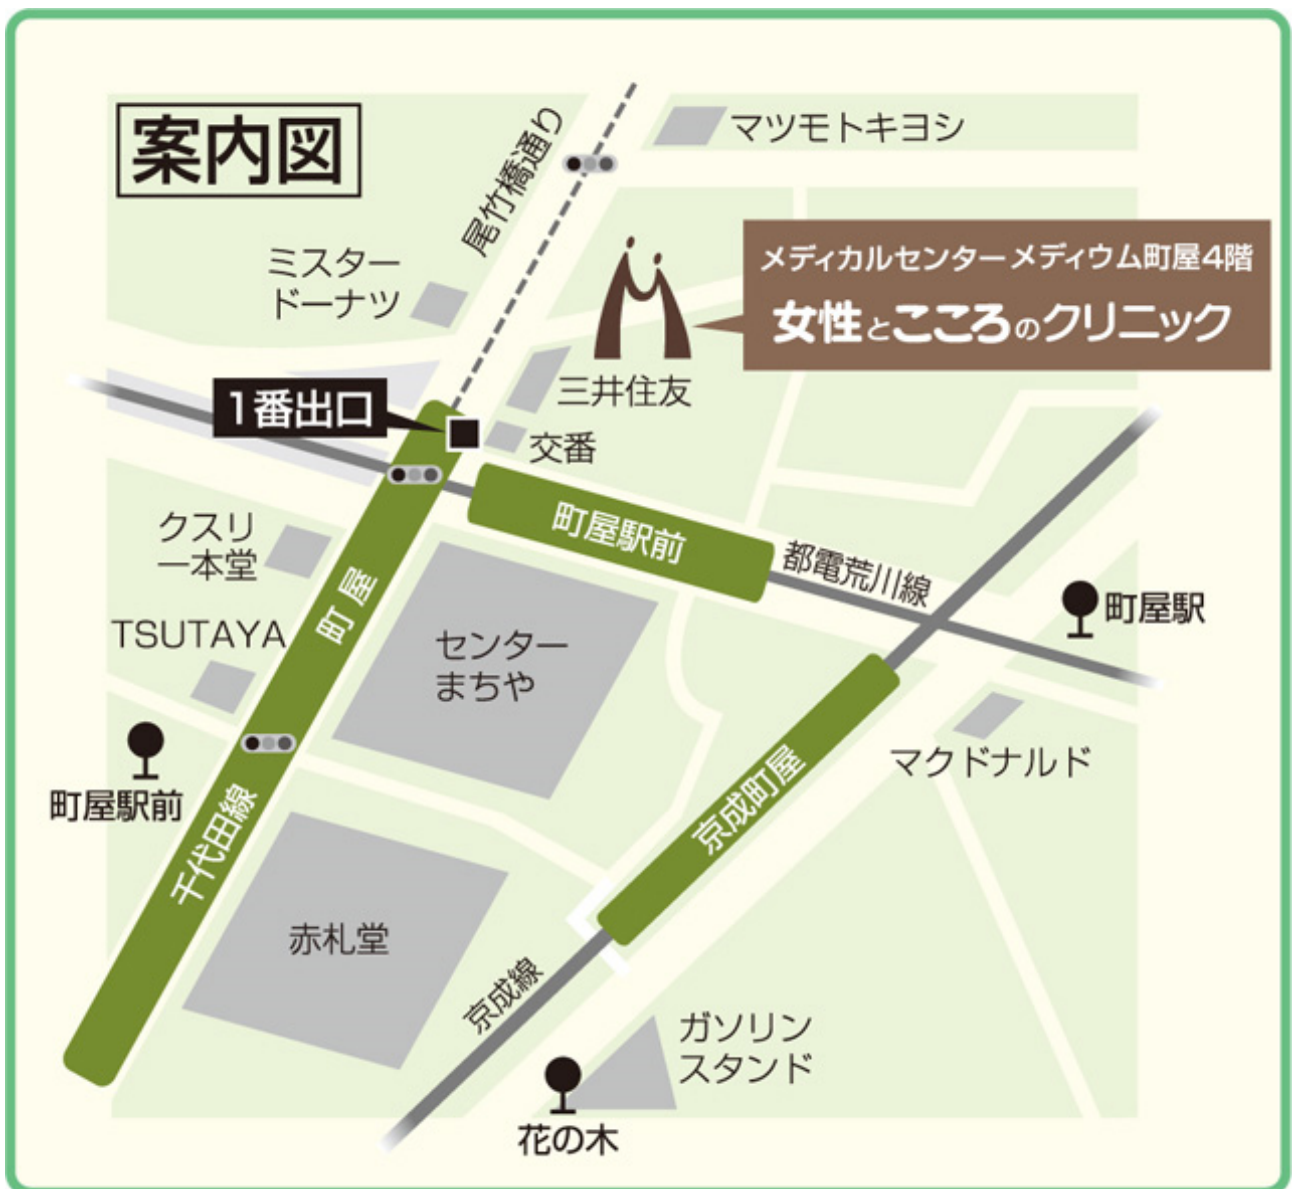 案内図
尾竹橋通り
マツモトキヨシ
ミスター
ドーナツ
メディカルセンター メディウム町屋4階
女性とこころのクリニック
三井住友
1番出口
交番
町屋駅前
都電荒川線
クスリ
一本堂
町屋
町屋駅
TSUTAYA
センター
まちや
マクドナルド
町屋駅前
千代田線
京成町屋
赤札堂
京成線
ガソリン
スタンド
花の木